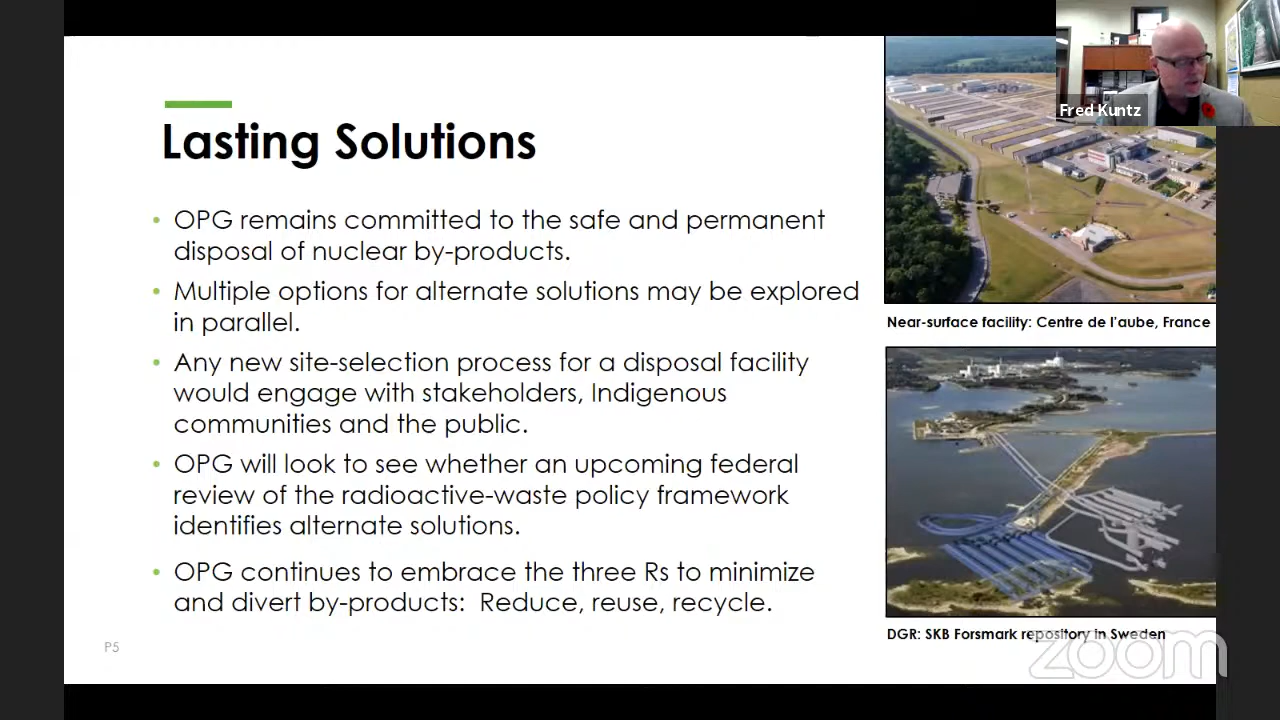 Fred Kuntz
Lasting Solutions
• OPG remains committed to the safe and permanent
disposal of nuclear by-products.
• Multiple options for alternate solutions may be explored
in parallel.
• Any new site-selection process for a disposal facility
would engage with stakeholders, Indigenous
communities and the public.
• OPG will look to see whether an upcoming federal
review of the radioactive-waste policy framework
identifies alternate solutions.
• OPG continues to embrace the three Rs to minimize
and divert by-products:  Reduce, reuse, recycle.
Near-surface facility: Centre de l'aube, France
DGR: SKB Forsmark repository in Sweden
P5
zoom